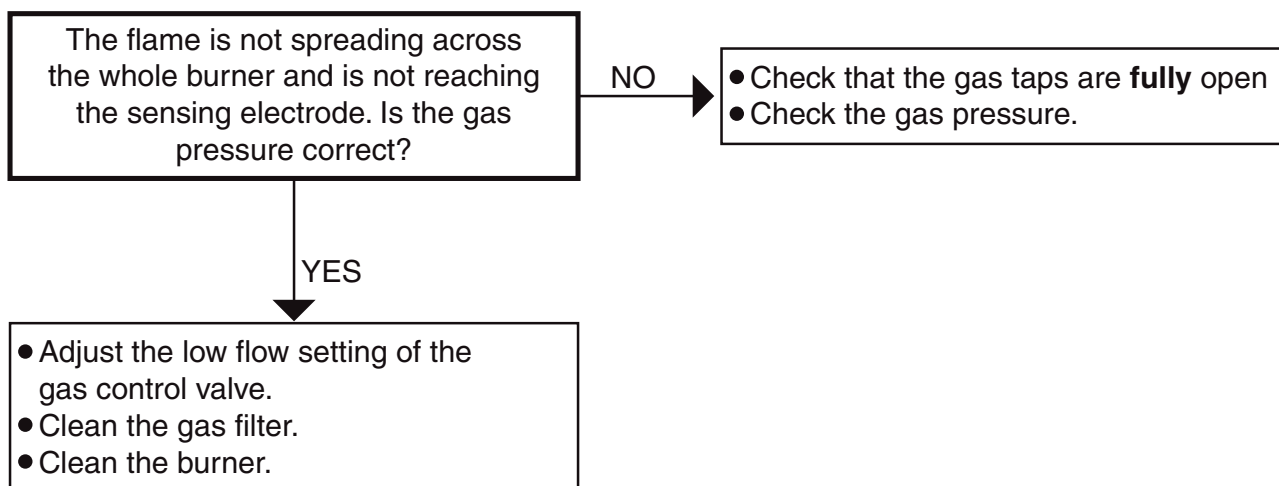 The flame is not spreading across
the whole burner and is not reaching
the sensing electrode. Is the gas
pressure correct?
NO
● Check that the gas taps are fully open
● Check the gas pressure.
YES
● Adjust the low flow setting of the
gas control valve.
● Clean the gas filter.
● Clean the burner.